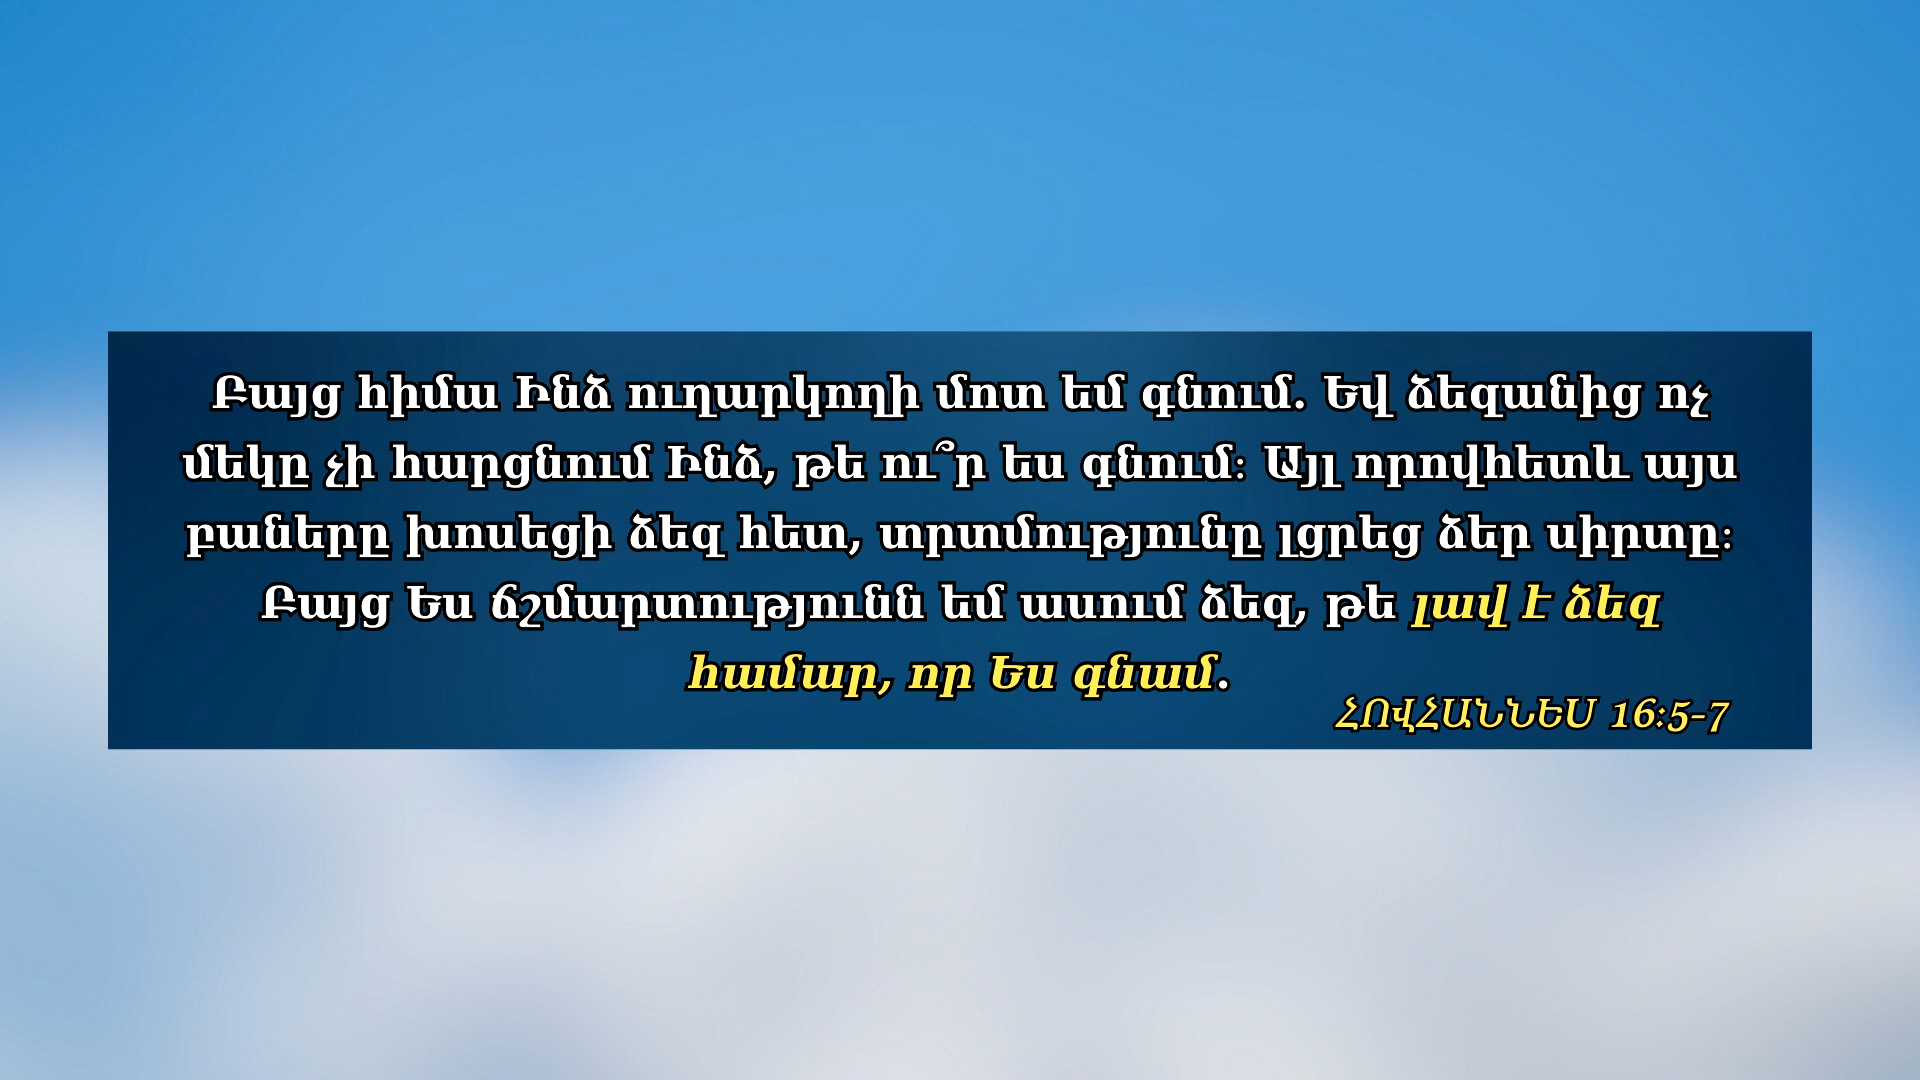 Բայց հիմա Ինձ ուղարկողի մոտ եմ գնում. Եվ ձեզանից ոչ
մեկը չի հարցնում Ինձ, թե ու՞ր ես գնում։ Այլ որովհետև այս
բաները խոսեցի ձեզ հետ, տրտմությունը լցրեց ձեր սիրտը։
Բայց Ես ճշմարտությունն եմ ասում ձեզ, թե լավ է ձեզ
համար, որ Ես գնամ.
ՀՈՎՀԱՆՆԵՍ 16:5-7